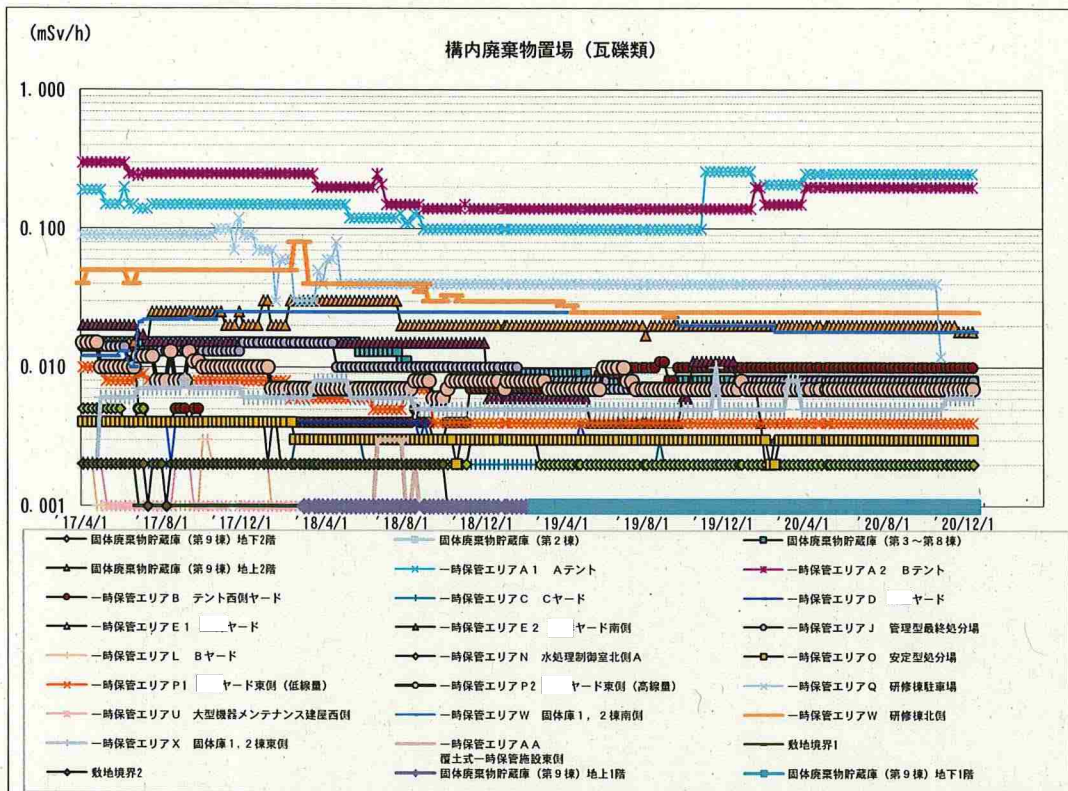 (mSv/h)
構内廃棄物置場（瓦礫類）
1.000
0.100
0.010
0.001
17/4/1 17/8/1 17/12/1 18/4/1 18/8/1 18/12/1 19/4/1 19/8/1 19/12/1 20/4/1 20/8/1 20/12/1
固体廃棄物貯蔵庫（第9棟）地下2階 固体廃棄物貯蔵庫（第2棟） 固体廃棄物貯蔵庫（第3～第8棟）
固体廃棄物貯蔵庫（第9棟）地上2階 一時保管エリアA1 Aテント 一時保管エリアA2 Bテント
一時保管エリアB テント西側ヤード 一時保管エリアC Cヤード 一時保管エリアD ヤード
一時保管エリアE1 ヤード 一時保管エリアE2 ヤード南側 一時保管エリアJ 管理型最終処分場
一時保管エリアL Bヤード 一時保管エリアN 水処理制御室北側A 一時保管エリアO 安定型処分場
一時保管エリアP1 ヤード東側（低線量） 一時保管エリアP2 ヤード東側（高線量） 一時保管エリアQ 研修棟駐車場
一時保管エリアU 大型機器メンテナンス建屋西側 一時保管エリアW 固体庫1,2棟南側 一時保管エリアW 研修棟北側
一時保管エリアX 固体庫1,2棟東側 一時保管エリアAA 敷地境界1
覆土式一時保管施設東側
敷地境界2 固体廃棄物貯蔵庫（第9棟）地上1階 固体廃棄物貯蔵庫（第9棟）地下1階